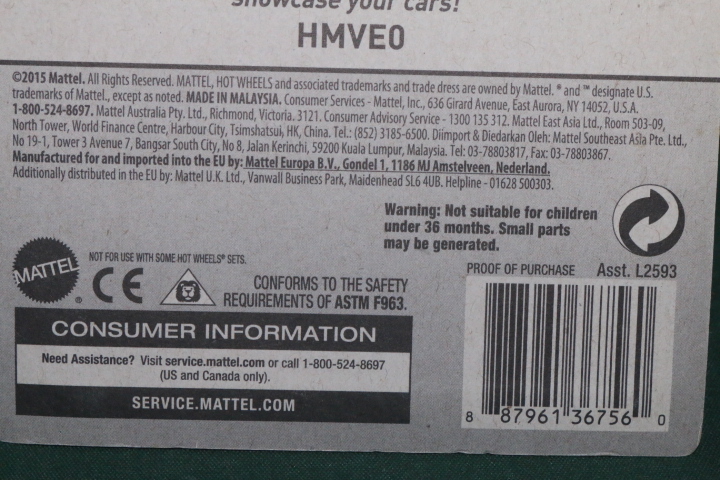 showcase your cars!
HMVE0
©2015 Mattel. All Rights Reserved. MATTEL, HOT WHEELS and associated trademarks and trade dress are owned by Mattel. ® and ™ designate U.S.
trademarks of Mattel., except as noted. MADE IN MALAYSIA. Consumer Services - Mattel, Inc., 636 Girard Avenue, East Aurora, NY 14052, U.S.A.
1-800-524-8697. Mattel Australia Pty. Ltd., Richmond, Victoria. 3121. Consumer Advisory Service - 1300 135 312. Mattel East Asia Ltd., Room 503-09,
North Tower, World Finance Centre, Harbour City, Tsimshatsui, HK, China. Tel.: (852) 3185-6500. Diimport & Diedarkan Oleh: Mattel Southeast Asia Pte. Ltd.,
No 19-1, Tower 3 Avenue 7, Bangsar South City, No 8, Jalan Kerinchi, 59200 Kuala Lumpur, Malaysia. Tel: 03-78803817, Fax: 03-78803867.
Manufactured for and imported into the EU by: Mattel Europa B.V., Gondel 1, 1186 MJ Amstelveen, Nederland.
Additionally distributed in the EU by: Mattel U.K. Ltd., Vanwall Business Park, Maidenhead SL6 4UB. Helpline - 01628 500303.
Warning: Not suitable for children
under 36 months. Small parts
may be generated.
MATTEL®
NOT FOR USE WITH SOME HOT WHEELS® SETS.
CE
CONFORMS TO THE SAFETY
REQUIREMENTS OF ASTM F963.
PROOF OF PURCHASE Asst. L2593
CONSUMER INFORMATION
Need Assistance? Visit service.mattel.com or call 1-800-524-8697
(US and Canada only).
SERVICE.MATTEL.COM
8 87961 36756 0